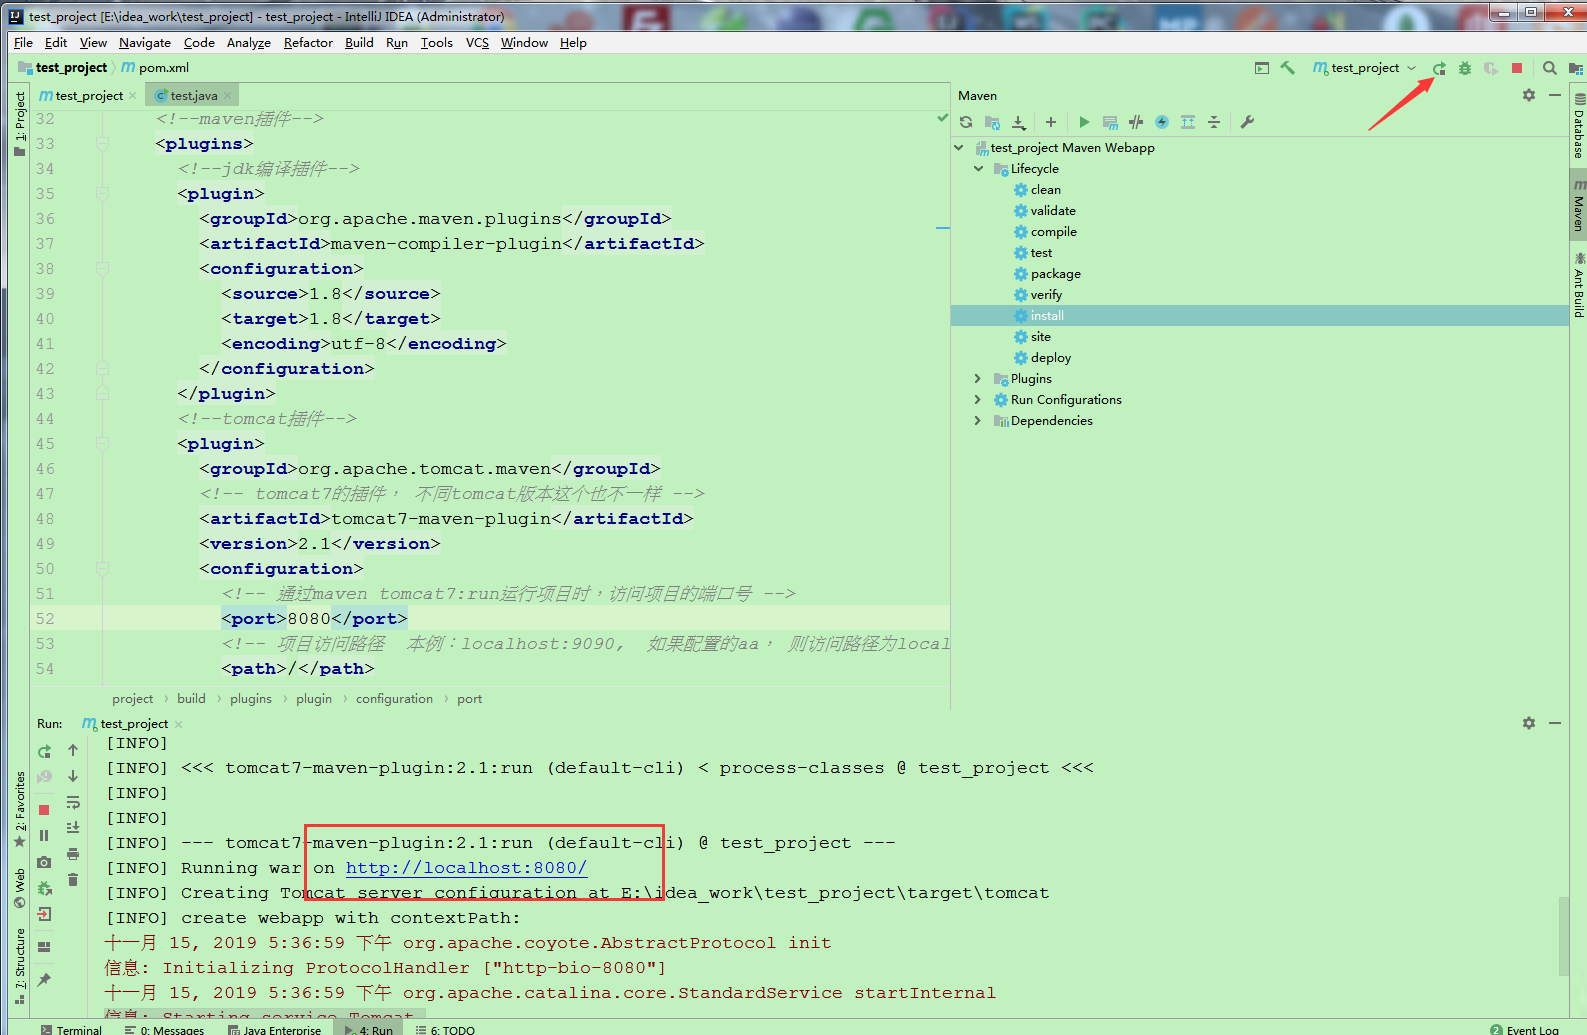 test_project [E:\idea_work\test_project] - test_project - IntelliJ IDEA (Administrator)
File Edit View Navigate Code Analyze Refactor Build Run Tools VCS Window Help
test_project pom.xml
test_project
test_project test.java
32 <!--maven插件-->
33 <plugins>
34 <!--jdk编译插件-->
35 <plugin>
36 <groupId>org.apache.maven.plugins</groupId>
37 <artifactId>maven-compiler-plugin</artifactId>
38 <configuration>
39 <source>1.8</source>
40 <target>1.8</target>
41 <encoding>utf-8</encoding>
42 </configuration>
43 </plugin>
44 <!--tomcat插件-->
45 <plugin>
46 <groupId>org.apache.tomcat.maven</groupId>
47 <!-- tomcat7的插件， 不同tomcat版本这个也不一样 -->
48 <artifactId>tomcat7-maven-plugin</artifactId>
49 <version>2.1</version>
50 <configuration>
51 <!-- 通过maven tomcat7:run运行项目时，访问项目的端口号 -->
52 <port>8080</port>
53 <!-- 项目访问路径  本例：localhost:9090,  如果配置的aa， 则访问路径为local
54 <path>/</path>
project build plugins plugin configuration port
Maven
test_project Maven Webapp
Lifecycle
clean
validate
compile
test
package
verify
install
site
deploy
Plugins
Run Configurations
Dependencies
1: Project
2: Favorites
Web
7: Structure
Database
Maven
Ant Build
Run: test_project
[INFO]
[INFO] <<< tomcat7-maven-plugin:2.1:run (default-cli) < process-classes @ test_project <<<
[INFO]
[INFO]
[INFO] --- tomcat7-maven-plugin:2.1:run (default-cli) @ test_project ---
[INFO] Running war on http://localhost:8080/
[INFO] Creating Tomcat server configuration at E:\idea_work\test_project\target\tomcat
[INFO] create webapp with contextPath:
十一月 15, 2019 5:36:59 下午 org.apache.coyote.AbstractProtocol init
信息: Initializing ProtocolHandler ["http-bio-8080"]
十一月 15, 2019 5:36:59 下午 org.apache.catalina.core.StandardService startInternal
信息: Starting service Tomcat
Terminal 0: Messages Java Enterprise 4: Run 6: TODO
2 Event Log